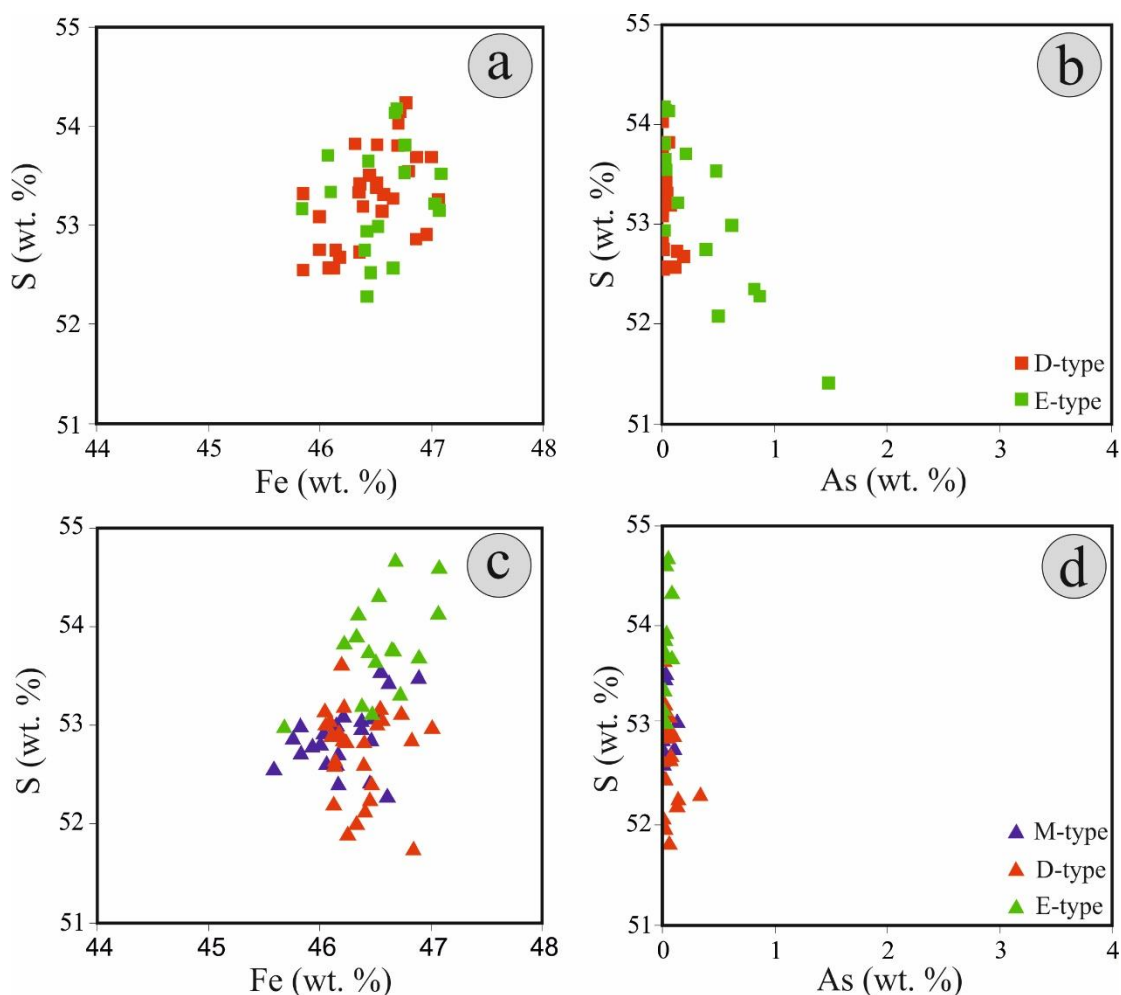 a
55
54
53
52
51
S (wt. %)
44 45 46 47 48
Fe (wt. %)
b
55
54
53
52
51
S (wt. %)
D-type
E-type
0 1 2 3 4
As (wt. %)
c
55
54
53
52
51
S (wt. %)
44 45 46 47 48
Fe (wt. %)
d
55
54
53
52
51
S (wt. %)
M-type
D-type
E-type
0 1 2 3 4
As (wt. %)